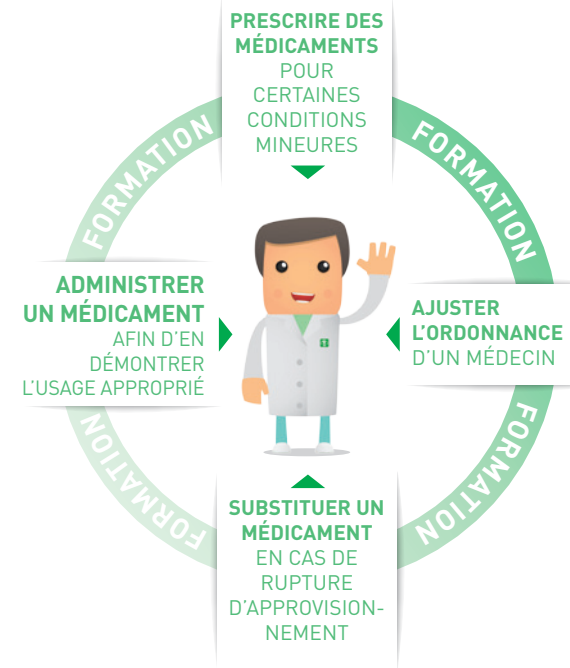 PRESCRIRE DES
MÉDICAMENTS
POUR
CERTAINES
CONDITIONS
MINEURES
FORMATION
FORMATION
ADMINISTRER
UN MÉDICAMENT
AFIN D'EN
DÉMONTRER
L'USAGE APPROPRIÉ
AJUSTER
L'ORDONNANCE
D'UN MÉDECIN
FORMATION
FORMATION
SUBSTITUER UN
MÉDICAMENT
EN CAS DE
RUPTURE
D'APPROVISION-
NEMENT